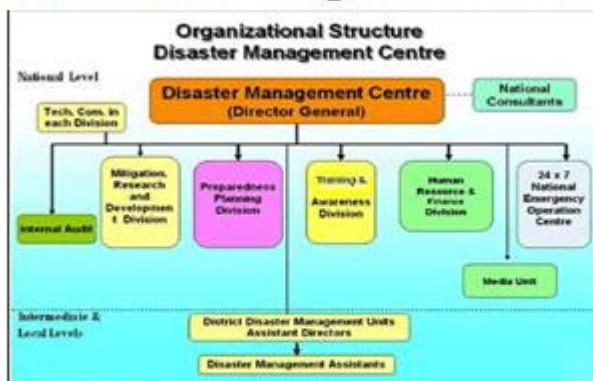 Organizational Structure
Disaster Management Centre
National Level
Disaster Management Centre
(Director General)
National
Consultants
Tech. Cons. in
each Division
Internal Audit
Mitigation,
Research
and
Developmen
t Division
Preparedness
Planning
Division
Training &
Awareness
Division
Human
Resource &
Finance
Division
24 x 7
National
Emergency
Operation
Centre
Media Unit
Intermediate &
Local Levels
District Disaster Management Units
Assistant Directors
Disaster Management Assistants